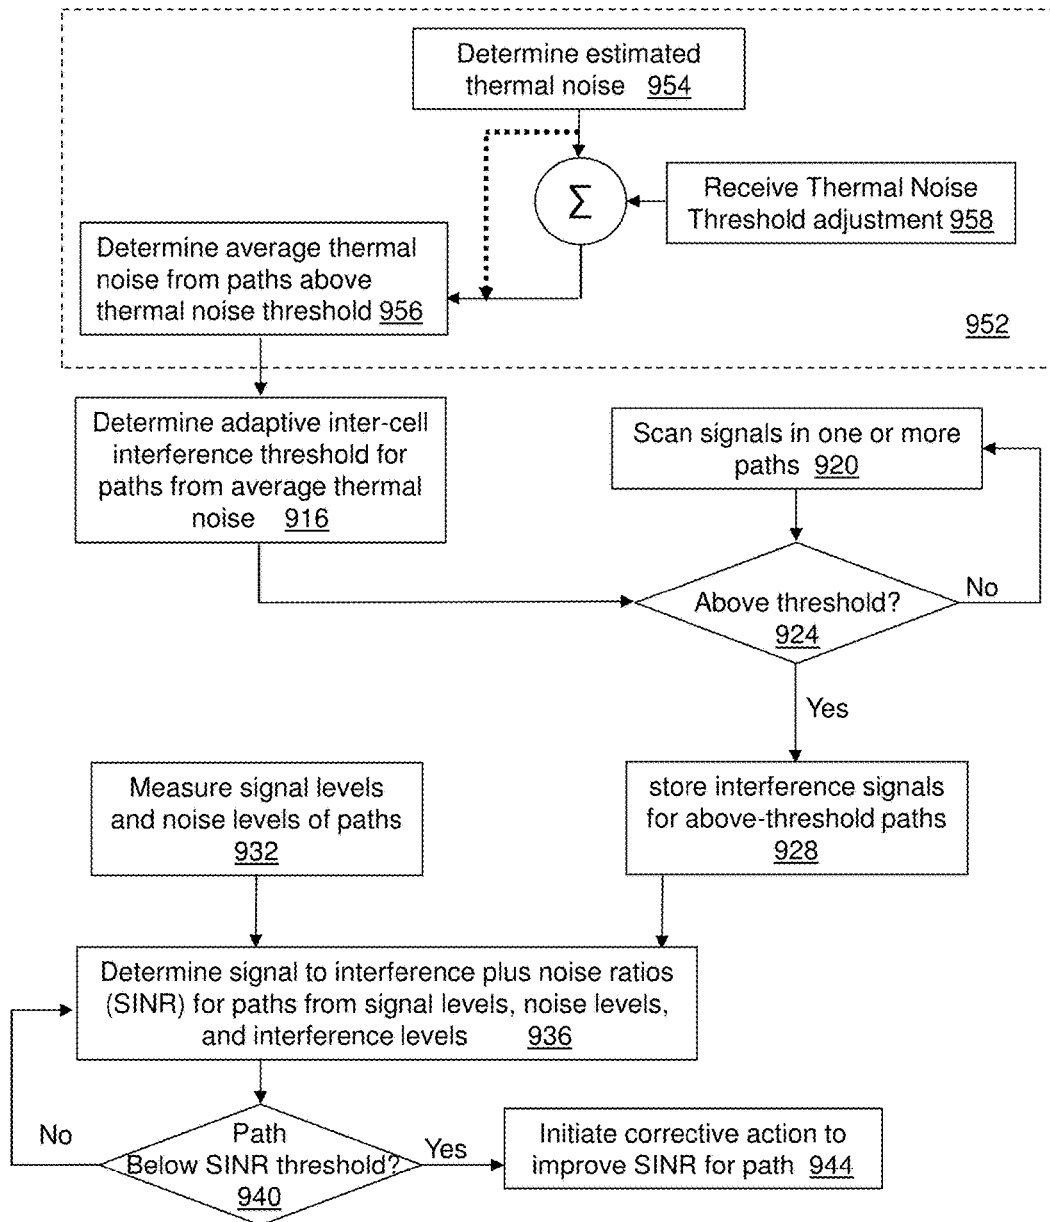 Determine estimated
thermal noise 954
Σ
Receive Thermal Noise
Threshold adjustment 958
Determine average thermal
noise from paths above
thermal noise threshold 956
952
Determine adaptive inter-cell
interference threshold for
paths from average thermal
noise 916
Scan signals in one or more
paths 920
Above threshold?
924
No
Yes
Measure signal levels
and noise levels of paths
932
store interference signals
for above-threshold paths
928
Determine signal to interference plus noise ratios
(SINR) for paths from signal levels, noise levels,
and interference levels 936
No
Path
Below SINR threshold?
940
Yes
Initiate corrective action to
improve SINR for path 944